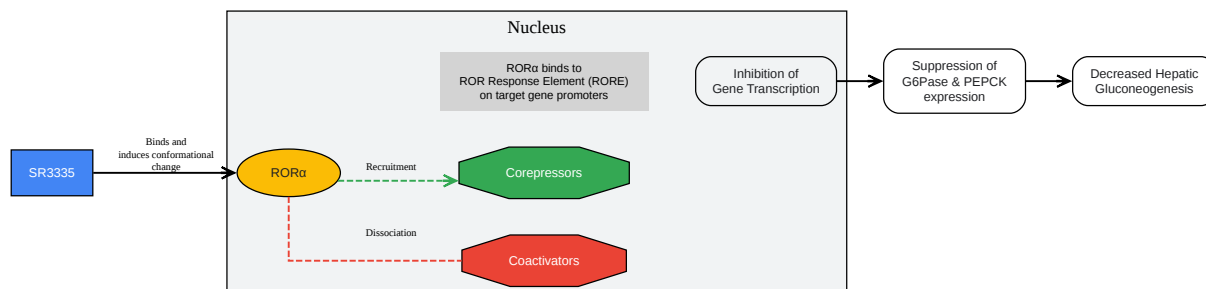 Nucleus
RORα binds to
ROR Response Element (RORE)
on target gene promoters
Inhibition of
Gene Transcription
Suppression of
G6Pase & PEPCK
expression
Decreased Hepatic
Gluconeogenesis
Binds and
induces conformational
change
SR3335
RORα
Recruitment
Corepressors
Dissociation
Coactivators